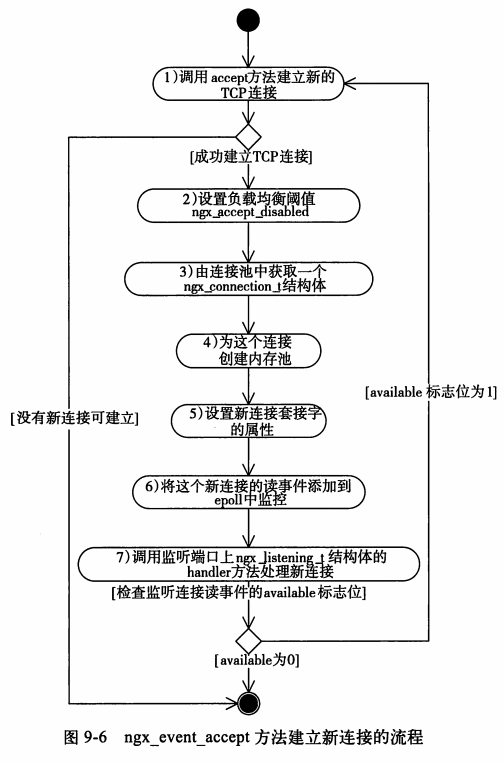 1)调用 accept方法建立新的
TCP连接
[成功建立TCP连接]
2)设置负载均衡阈值
ngx_accept_disabled
3)由连接池中获取一个
ngx_connection_t结构体
4)为这个连接
创建内存池
[available 标志位为1]
[没有新连接可建立]
5)设置新连接套接字
的属性
6)将这个新连接的读事件添加到
epoll中监控
7)调用监听端口上ngx_listening_t 结构体的
handler方法处理新连接
[检查监听连接读事件的available标志位]
[available为0]
图 9-6 ngx_event_accept 方法建立新连接的流程